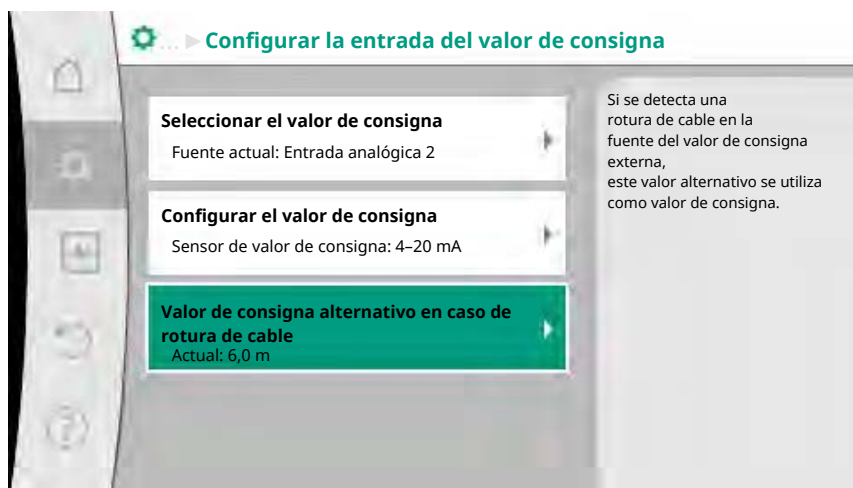 ... Configurar la entrada del valor de consigna
Seleccionar el valor de consigna
Fuente actual: Entrada analógica 2
Configurar el valor de consigna
Sensor de valor de consigna: 4–20 mA
Valor de consigna alternativo en caso de
rotura de cable
Actual: 6,0 m
Si se detecta una
rotura de cable en la
fuente del valor de consigna
externa,
este valor alternativo se utiliza
como valor de consigna.